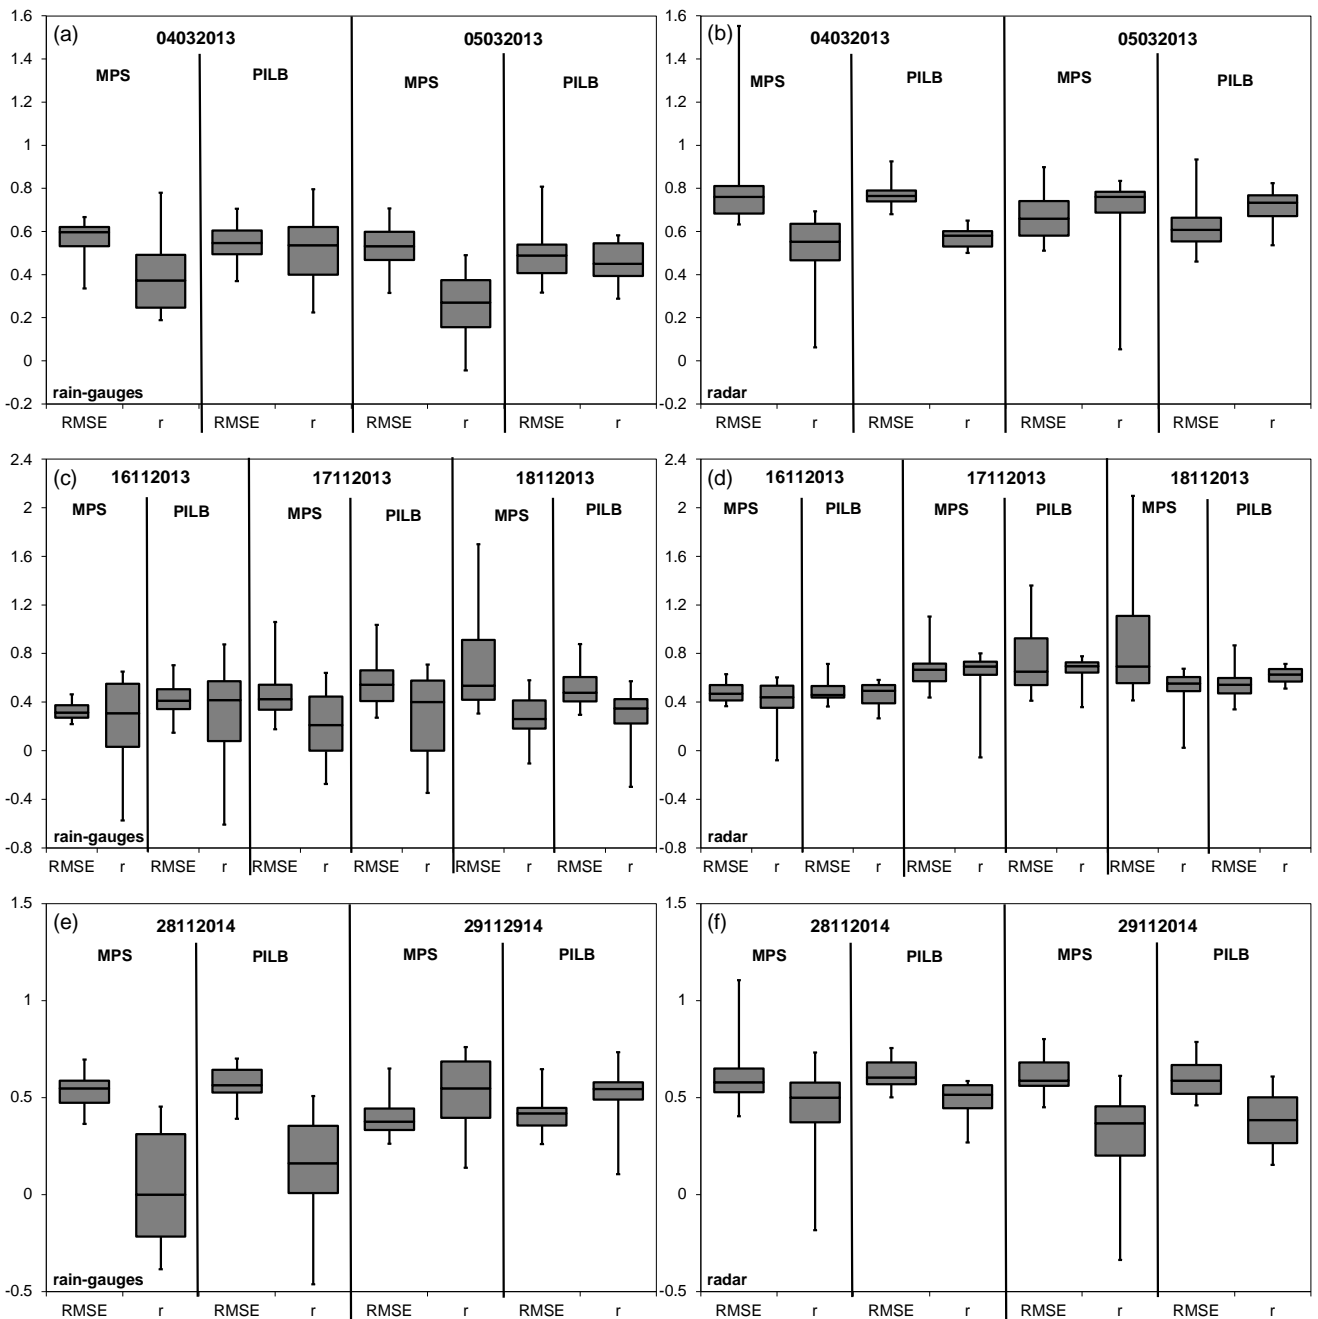 (a)
04032013
05032013
MPS
PILB
MPS
PILB
1.6
1.4
1.2
1
0.8
0.6
0.4
0.2
0
-0.2
rain-gauges
RMSE r RMSE r RMSE r RMSE r
(b)
04032013
05032013
MPS
PILB
MPS
PILB
1.6
1.4
1.2
1
0.8
0.6
0.4
0.2
0
-0.2
radar
RMSE r RMSE r RMSE r RMSE r
(c)
16112013
17112013
18112013
MPS
PILB
MPS
PILB
MPS
PILB
2.4
2
1.6
1.2
0.8
0.4
0
-0.4
-0.8
rain-gauges
RMSE r RMSE r RMSE r RMSE r RMSE r RMSE r
(d)
16112013
17112013
18112013
MPS
PILB
MPS
PILB
MPS
PILB
2.4
2
1.6
1.2
0.8
0.4
0
-0.4
-0.8
radar
RMSE r RMSE r RMSE r RMSE r RMSE r RMSE r
(e)
28112014
29112914
MPS
PILB
MPS
PILB
1.5
1
0.5
0
-0.5
rain-gauges
RMSE r RMSE r RMSE r RMSE r
(f)
28112014
29112014
MPS
PILB
MPS
PILB
1.5
1
0.5
0
-0.5
radar
RMSE r RMSE r RMSE r RMSE r